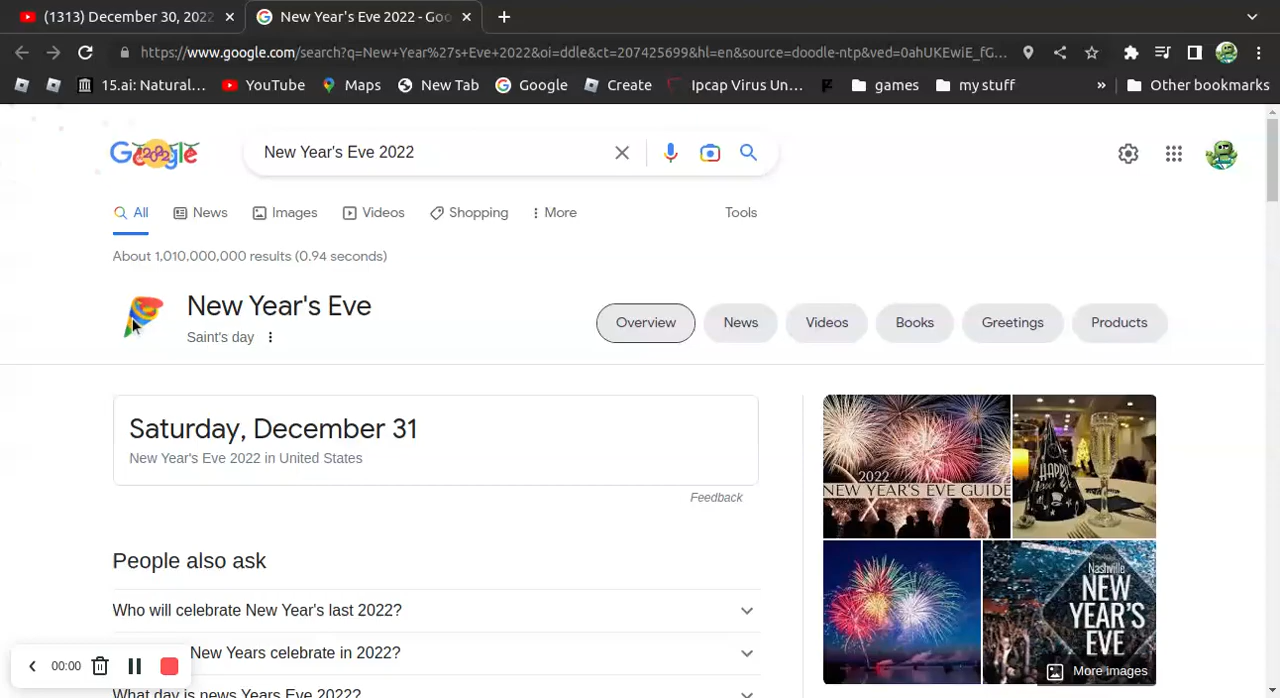 (1313) December 30, 2022
New Year's Eve 2022 - Goo
https://www.google.com/search?q=New+Year%27s+Eve+2022&oi=ddle&ct=207425699&hl=en&source=doodle-ntp&ved=0ahUKEwiE_fG...
15.ai: Natural... YouTube Maps New Tab Google Create Ipcap Virus Un... games my stuff » Other bookmarks
Google 2022
New Year's Eve 2022
All News Images Videos Shopping More Tools
About 1,010,000,000 results (0.94 seconds)
New Year's Eve
Saint's day
Overview News Videos Books Greetings Products
Saturday, December 31
New Year's Eve 2022 in United States
Feedback
2022
NEW YEAR'S EVE GUIDE
HAPPY
People also ask
Who will celebrate New Year's last 2022?
New Years celebrate in 2022?
What day is news Years Eve 2022?
Nashville
NEW
YEAR'S
EVE
More images
00:00